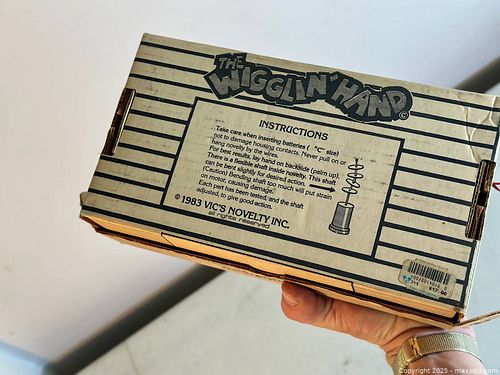 THE
WIGGLIN' HAND ©
INSTRUCTIONS
Take care when inserting batteries ( "C" size)
not to damage housing contacts. Never pull on or
hang novelty by the wires.
For best results, lay hand on backside (palm up)
There is a flexible shaft inside novelty. This shaft
can be bent slightly for desired action.
(Caution) Bending shaft too much will put strain
on motor, causing damage.
Each part has been tested, and the shaft
adjusted, to give good action.
© 1983 VIC'S NOVELTY INC.
all rights reserved
$17.00
Copyright 2025 - maxsold.com